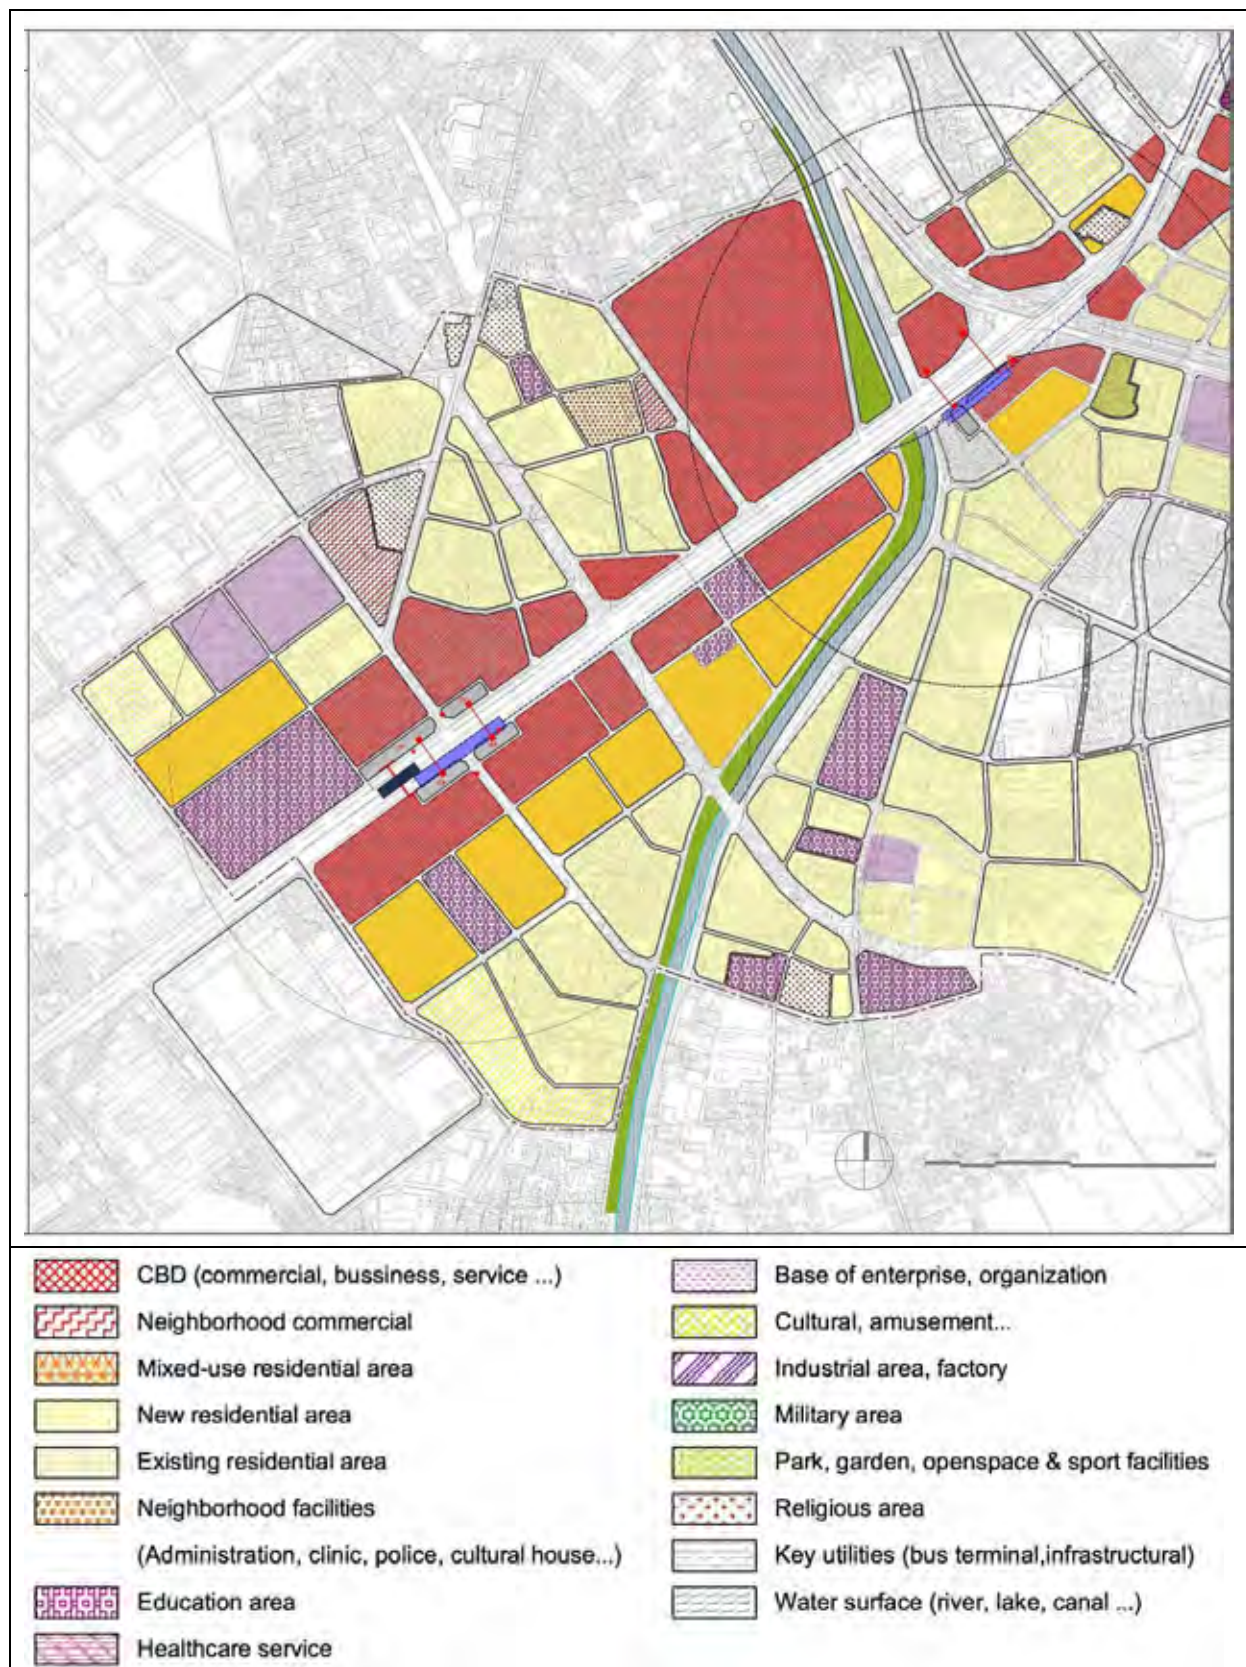 CBD (commercial, bussiness, service ...)
Neighborhood commercial
Mixed-use residential area
New residential area
Existing residential area
Neighborhood facilities
(Administration, clinic, police, cultural house...)
Education area
Healthcare service
Base of enterprise, organization
Cultural, amusement...
Industrial area, factory
Military area
Park, garden, openspace & sport facilities
Religious area
Key utilities (bus terminal,infrastructural)
Water surface (river, lake, canal ...)